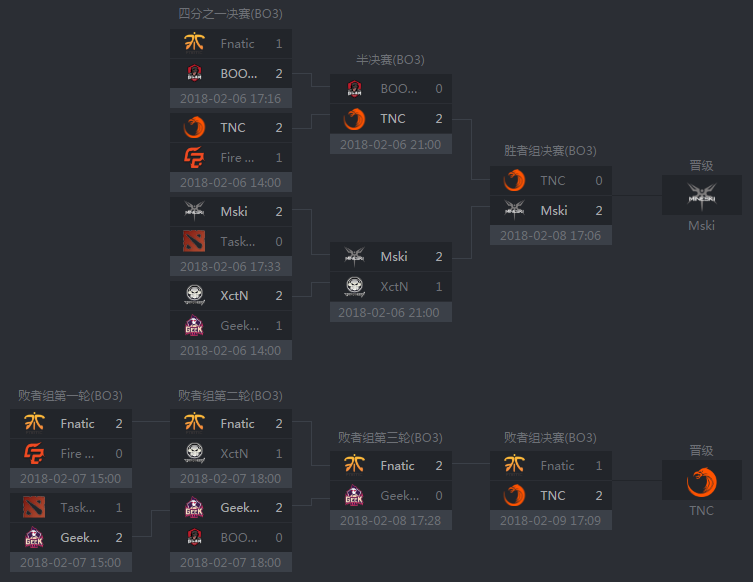 四分之一决赛(BO3)
Fnatic 1
BOO... 2
2018-02-06 17:16
TNC 2
Fire ... 1
2018-02-06 14:00
Mski 2
Task... 0
2018-02-06 17:33
XctN 2
Geek... 1
2018-02-06 14:00
半决赛(BO3)
BOO... 0
TNC 2
2018-02-06 21:00
Mski 2
XctN 1
2018-02-06 21:00
胜者组决赛(BO3)
TNC 0
Mski 2
2018-02-08 17:06
晋级
MINESKI
Mski
败者组第一轮(BO3)
Fnatic 2
Fire ... 0
2018-02-07 15:00
Task... 1
Geek... 2
2018-02-07 15:00
败者组第二轮(BO3)
Fnatic 2
XctN 1
2018-02-07 18:00
Geek... 2
BOO... 0
2018-02-07 18:00
败者组第三轮(BO3)
Fnatic 2
Geek... 0
2018-02-08 17:28
败者组决赛(BO3)
Fnatic 1
TNC 2
2018-02-09 17:09
晋级
TNC